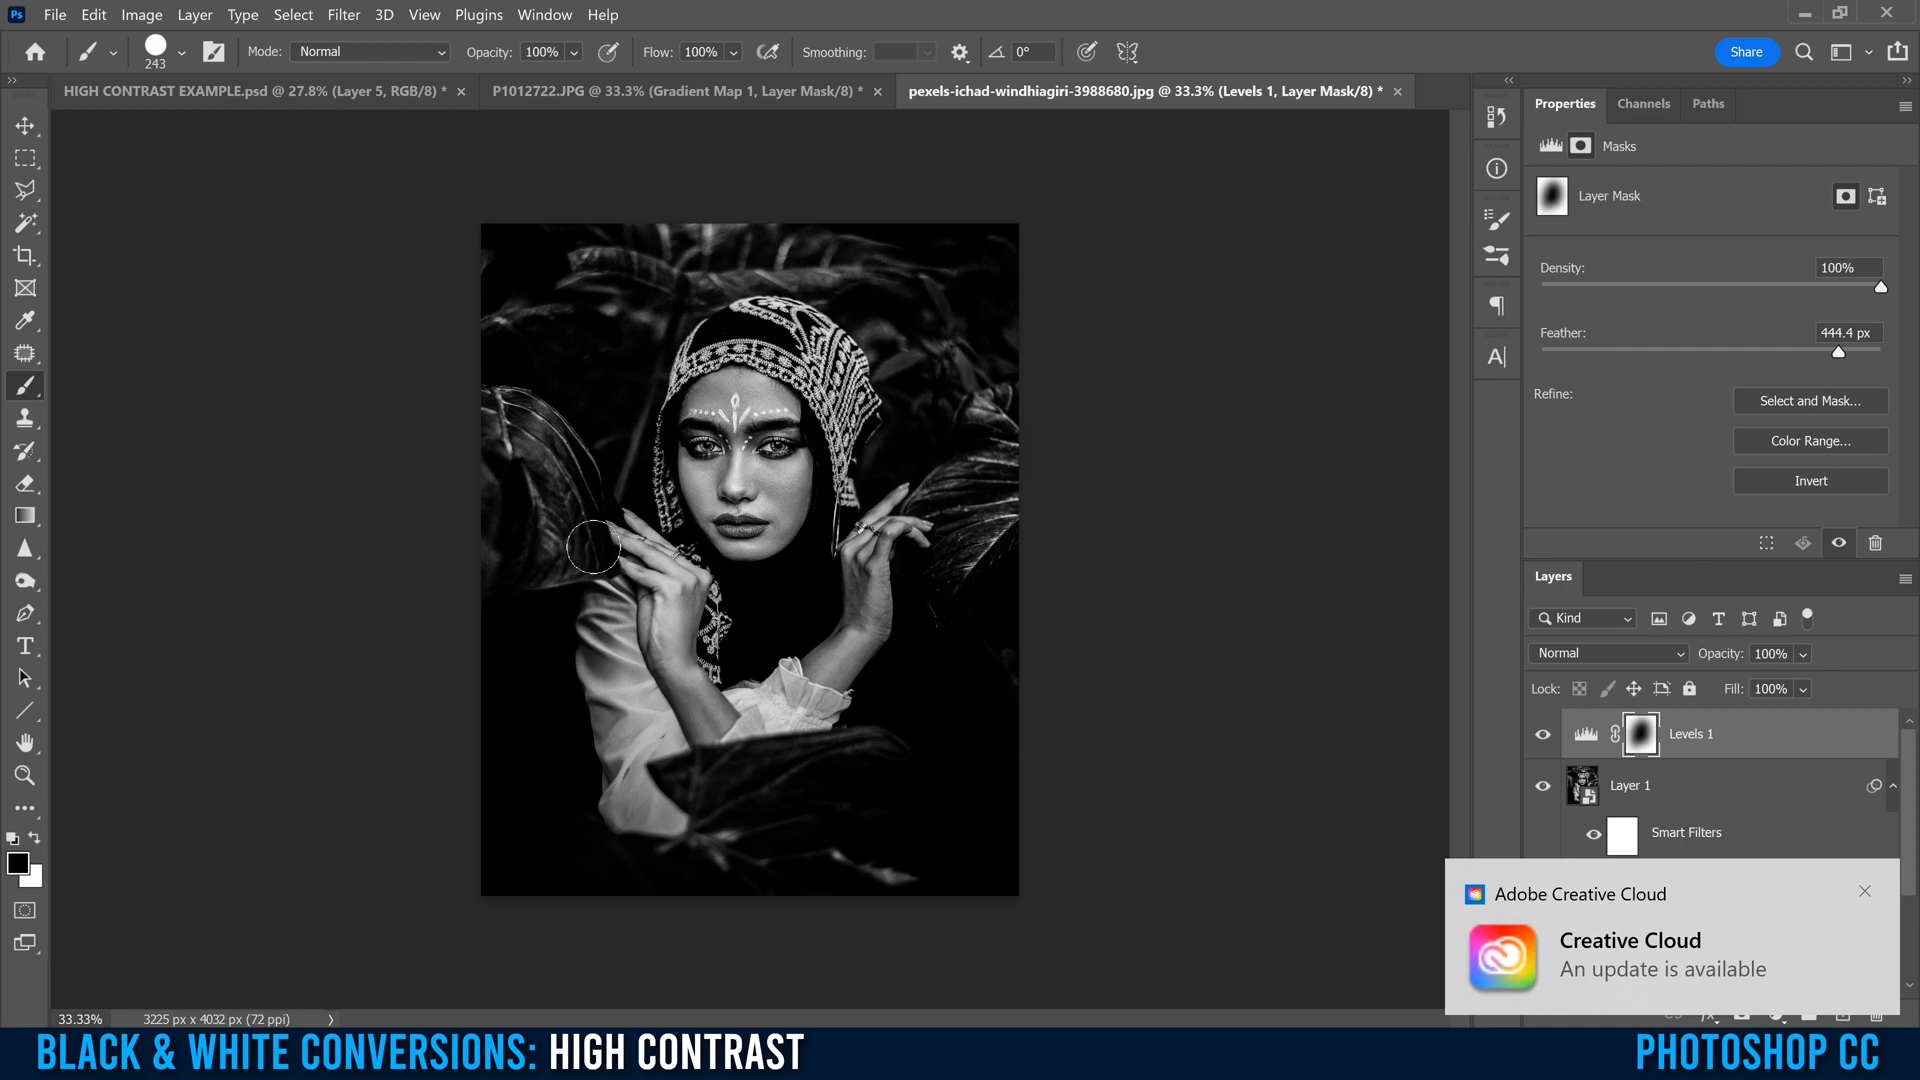 Ps File Edit Image Layer Type Select Filter 3D View Plugins Window Help
243 Mode: Normal Opacity: 100% Flow: 100% Smoothing: 0° Share
HIGH CONTRAST EXAMPLE.psd @ 27.8% (Layer 5, RGB/8) * P1012722.JPG @ 33.3% (Gradient Map 1, Layer Mask/8) * pexels-ichad-windhiagiri-3988680.jpg @ 33.3% (Levels 1, Layer Mask/8) *
Properties Channels Paths
Masks
Layer Mask
Density: 100%
Feather: 444.4 px
Refine: Select and Mask...
Color Range...
Invert
Layers
Kind
Normal Opacity: 100%
Lock: Fill: 100%
Levels 1
Layer 1
Smart Filters
Adobe Creative Cloud
Creative Cloud
An update is available
33.33% 3225 px x 4032 px (72 ppi)
BLACK & WHITE CONVERSIONS: HIGH CONTRAST PHOTOSHOP CC